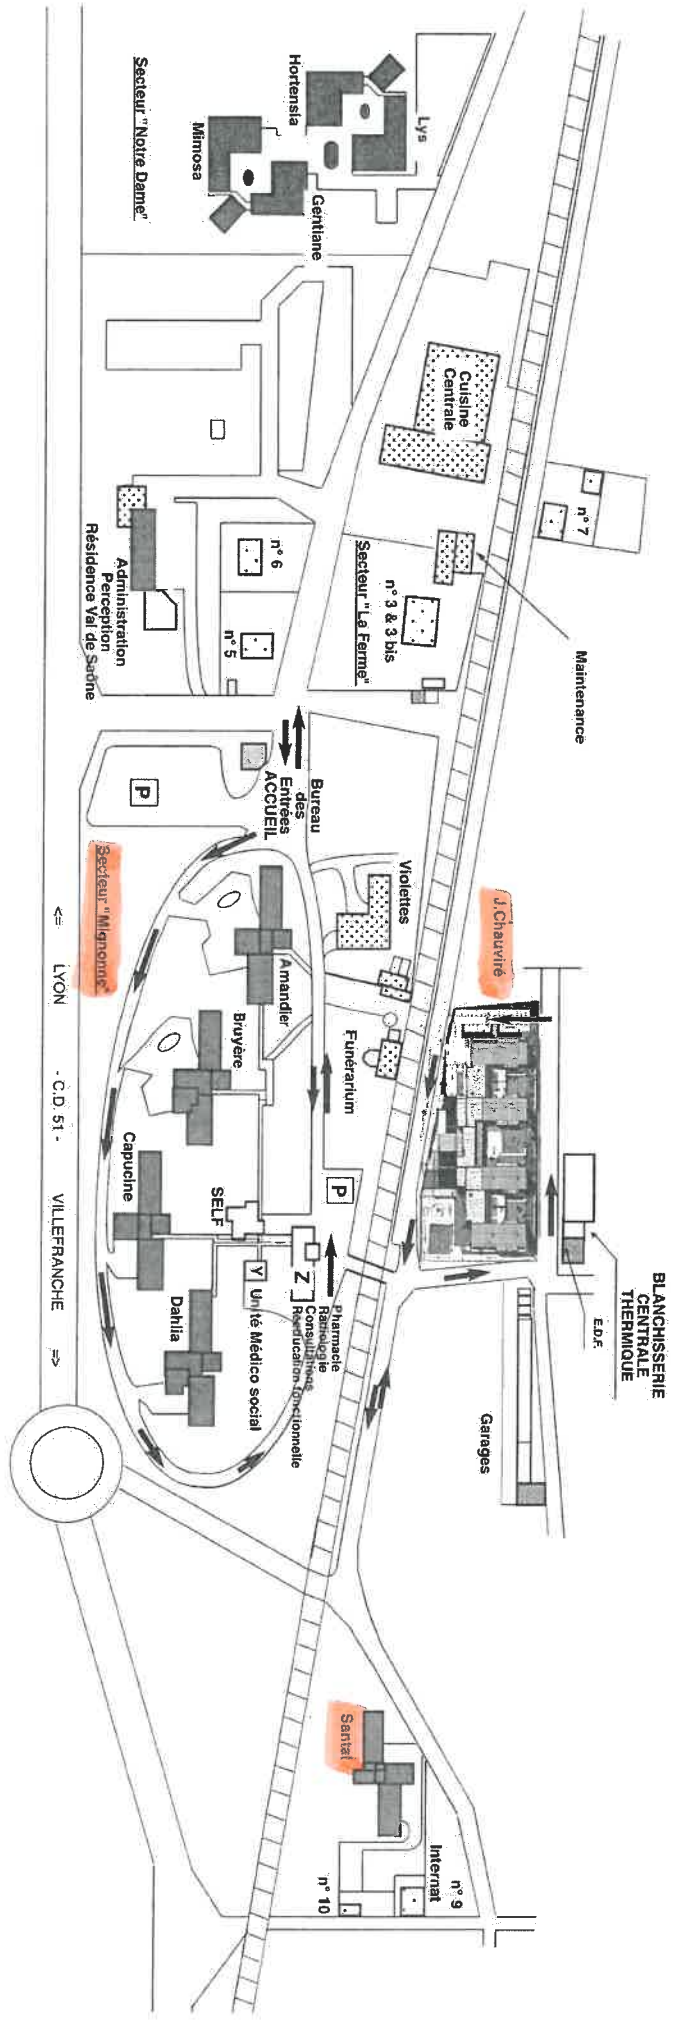 Secteur "Notre Dame"
Mimosa
Hortensia
Lys
Gentiane
Cuisine
Centrale
n° 7
Maintenance
n° 6
n° 5
Secteur "La Ferme"
n° 3 & 3 bis
Administration
Perception
Résidence Val de Saône
Bureau
des
Entrées
ACCUEIL
P
Secteur "Mignonne"
Violettes
J.Chauviré
Amandier
Bruyère
Funérarium
P
Capucine
SELF
Y
Unité Médico social
Z
Pharmacie
Radiologie
Consultations
Rééducation fonctionnelle
Dahlia
BLANCHISSERIE
CENTRALE
THERMIQUE
E.D.F.
Garages
Santat
Internat
n° 9
n° 10
<= LYON - C.D. 51 - VILLEFRANCHE =>